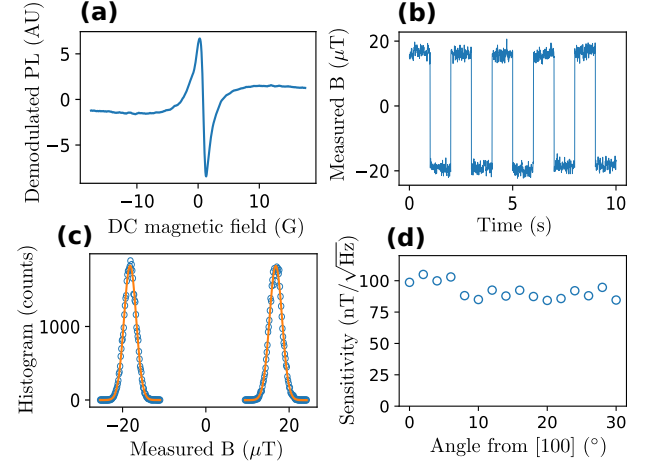 (a)
Demodulated PL (AU)
5
0
−5
−10
0
10
DC magnetic field (G)
(b)
Measured B (μT)
20
0
−20
0
5
10
Time (s)
(c)
Histogram (counts)
1000
0
−20
0
20
Measured B (μT)
(d)
Sensitivity (nT/√Hz)
100
75
50
25
0
0
10
20
30
Angle from [100] (°)